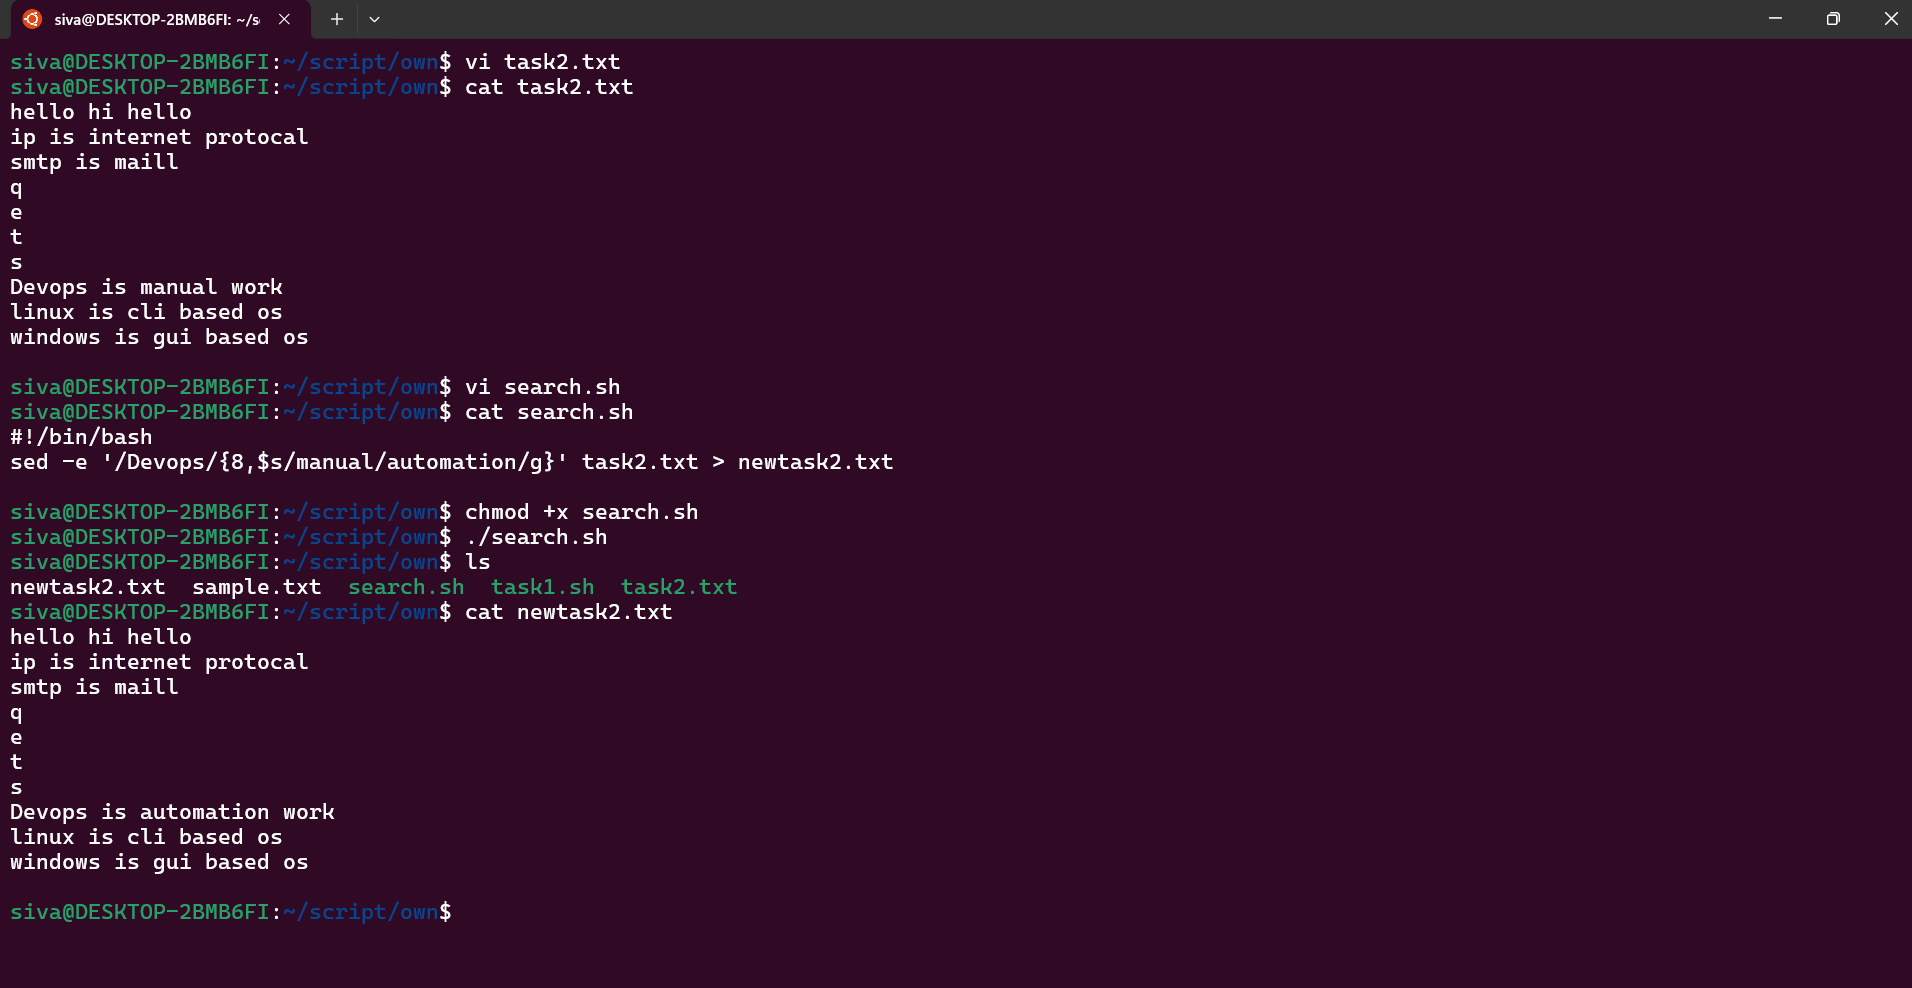 siva@DESKTOP-2BMB6FI: ~/s
siva@DESKTOP-2BMB6FI:~/script/own$ vi task2.txt
siva@DESKTOP-2BMB6FI:~/script/own$ cat task2.txt
hello hi hello
ip is internet protocal
smtp is maill
q
e
t
s
Devops is manual work
linux is cli based os
windows is gui based os
siva@DESKTOP-2BMB6FI:~/script/own$ vi search.sh
siva@DESKTOP-2BMB6FI:~/script/own$ cat search.sh
#!/bin/bash
sed -e '/Devops/{8,$s/manual/automation/g}' task2.txt > newtask2.txt
siva@DESKTOP-2BMB6FI:~/script/own$ chmod +x search.sh
siva@DESKTOP-2BMB6FI:~/script/own$ ./search.sh
siva@DESKTOP-2BMB6FI:~/script/own$ ls
newtask2.txt  sample.txt  search.sh  task1.sh  task2.txt
siva@DESKTOP-2BMB6FI:~/script/own$ cat newtask2.txt
hello hi hello
ip is internet protocal
smtp is maill
q
e
t
s
Devops is automation work
linux is cli based os
windows is gui based os
siva@DESKTOP-2BMB6FI:~/script/own$